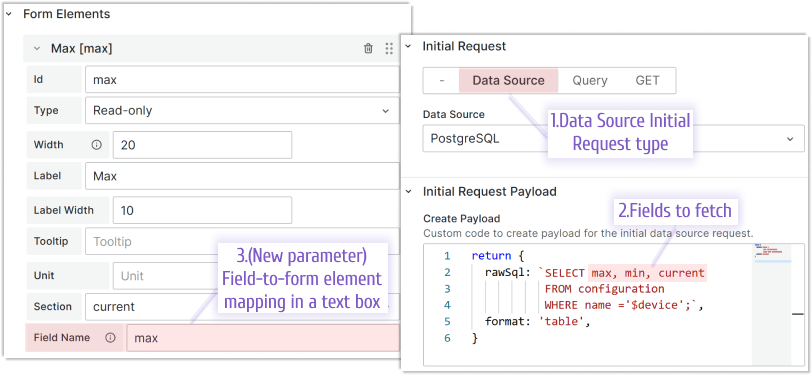 Form Elements
Max [max]
Id
max
Type
Read-only
Width
20
Label
Max
Label Width
10
Tooltip
Tooltip
Unit
Unit
Section
current
Field Name
max
3.(New parameter)
Field-to-form element
mapping in a text box
Initial Request
-
Data Source
Query
GET
Data Source
PostgreSQL
1.Data Source Initial
Request type
Initial Request Payload
2.Fields to fetch
Create Payload
Custom code to create payload for the initial data source request.
1 return {
2 rawSql: `SELECT max, min, current
3 FROM configuration
4 WHERE name ='$device';`,
5 format: 'table',
6 }